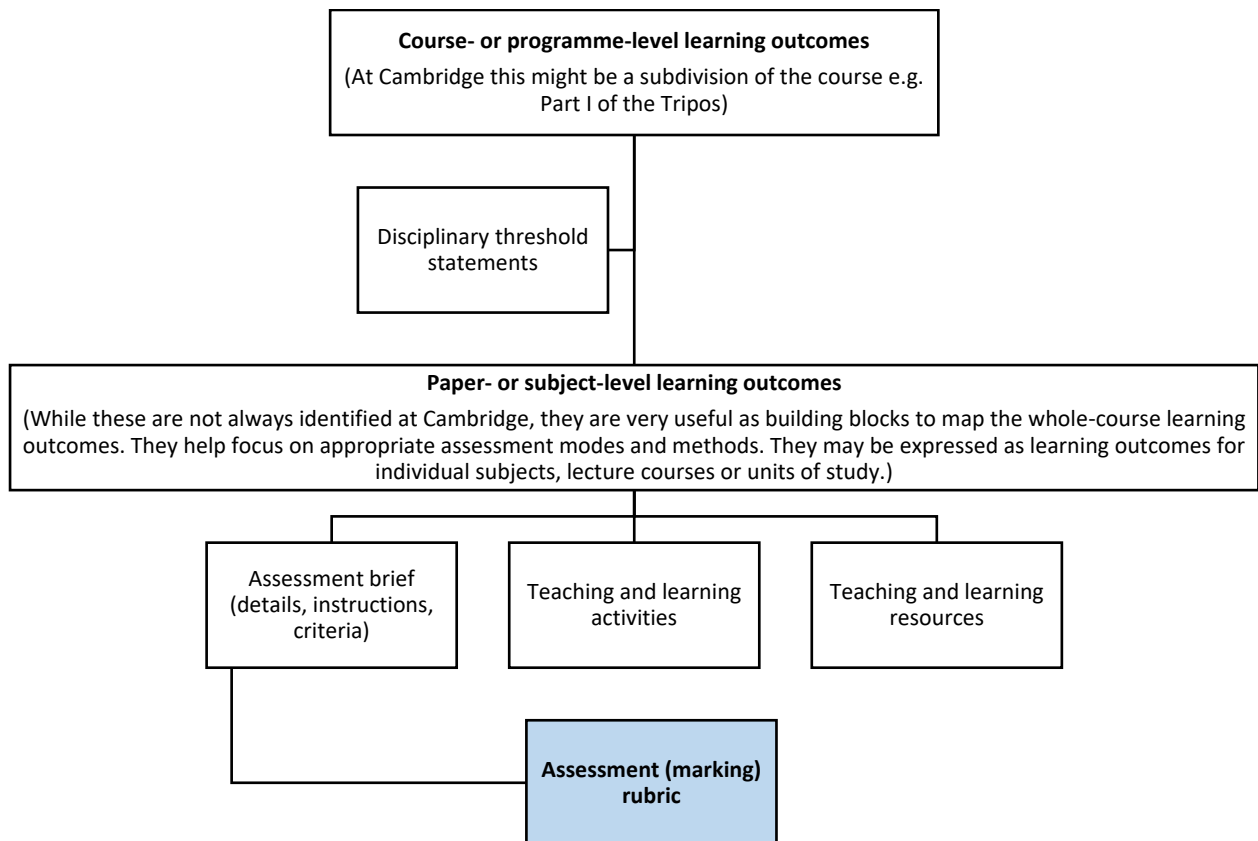 Course- or programme-level learning outcomes
(At Cambridge this might be a subdivision of the course e.g.
Part I of the Tripos)
Disciplinary threshold
statements
Paper- or subject-level learning outcomes
(While these are not always identified at Cambridge, they are very useful as building blocks to map the whole-course learning
outcomes. They help focus on appropriate assessment modes and methods. They may be expressed as learning outcomes for
individual subjects, lecture courses or units of study.)
Assessment brief
(details, instructions,
criteria)
Teaching and learning
activities
Teaching and learning
resources
Assessment (marking)
rubric